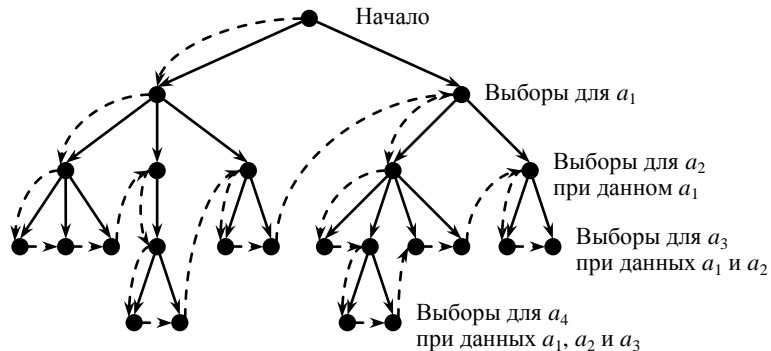 Начало
Выборы для a₁
Выборы для a₂
при данном a₁
Выборы для a₃
при данных a₁ и a₂
Выборы для a₄
при данных a₁, a₂ и a₃